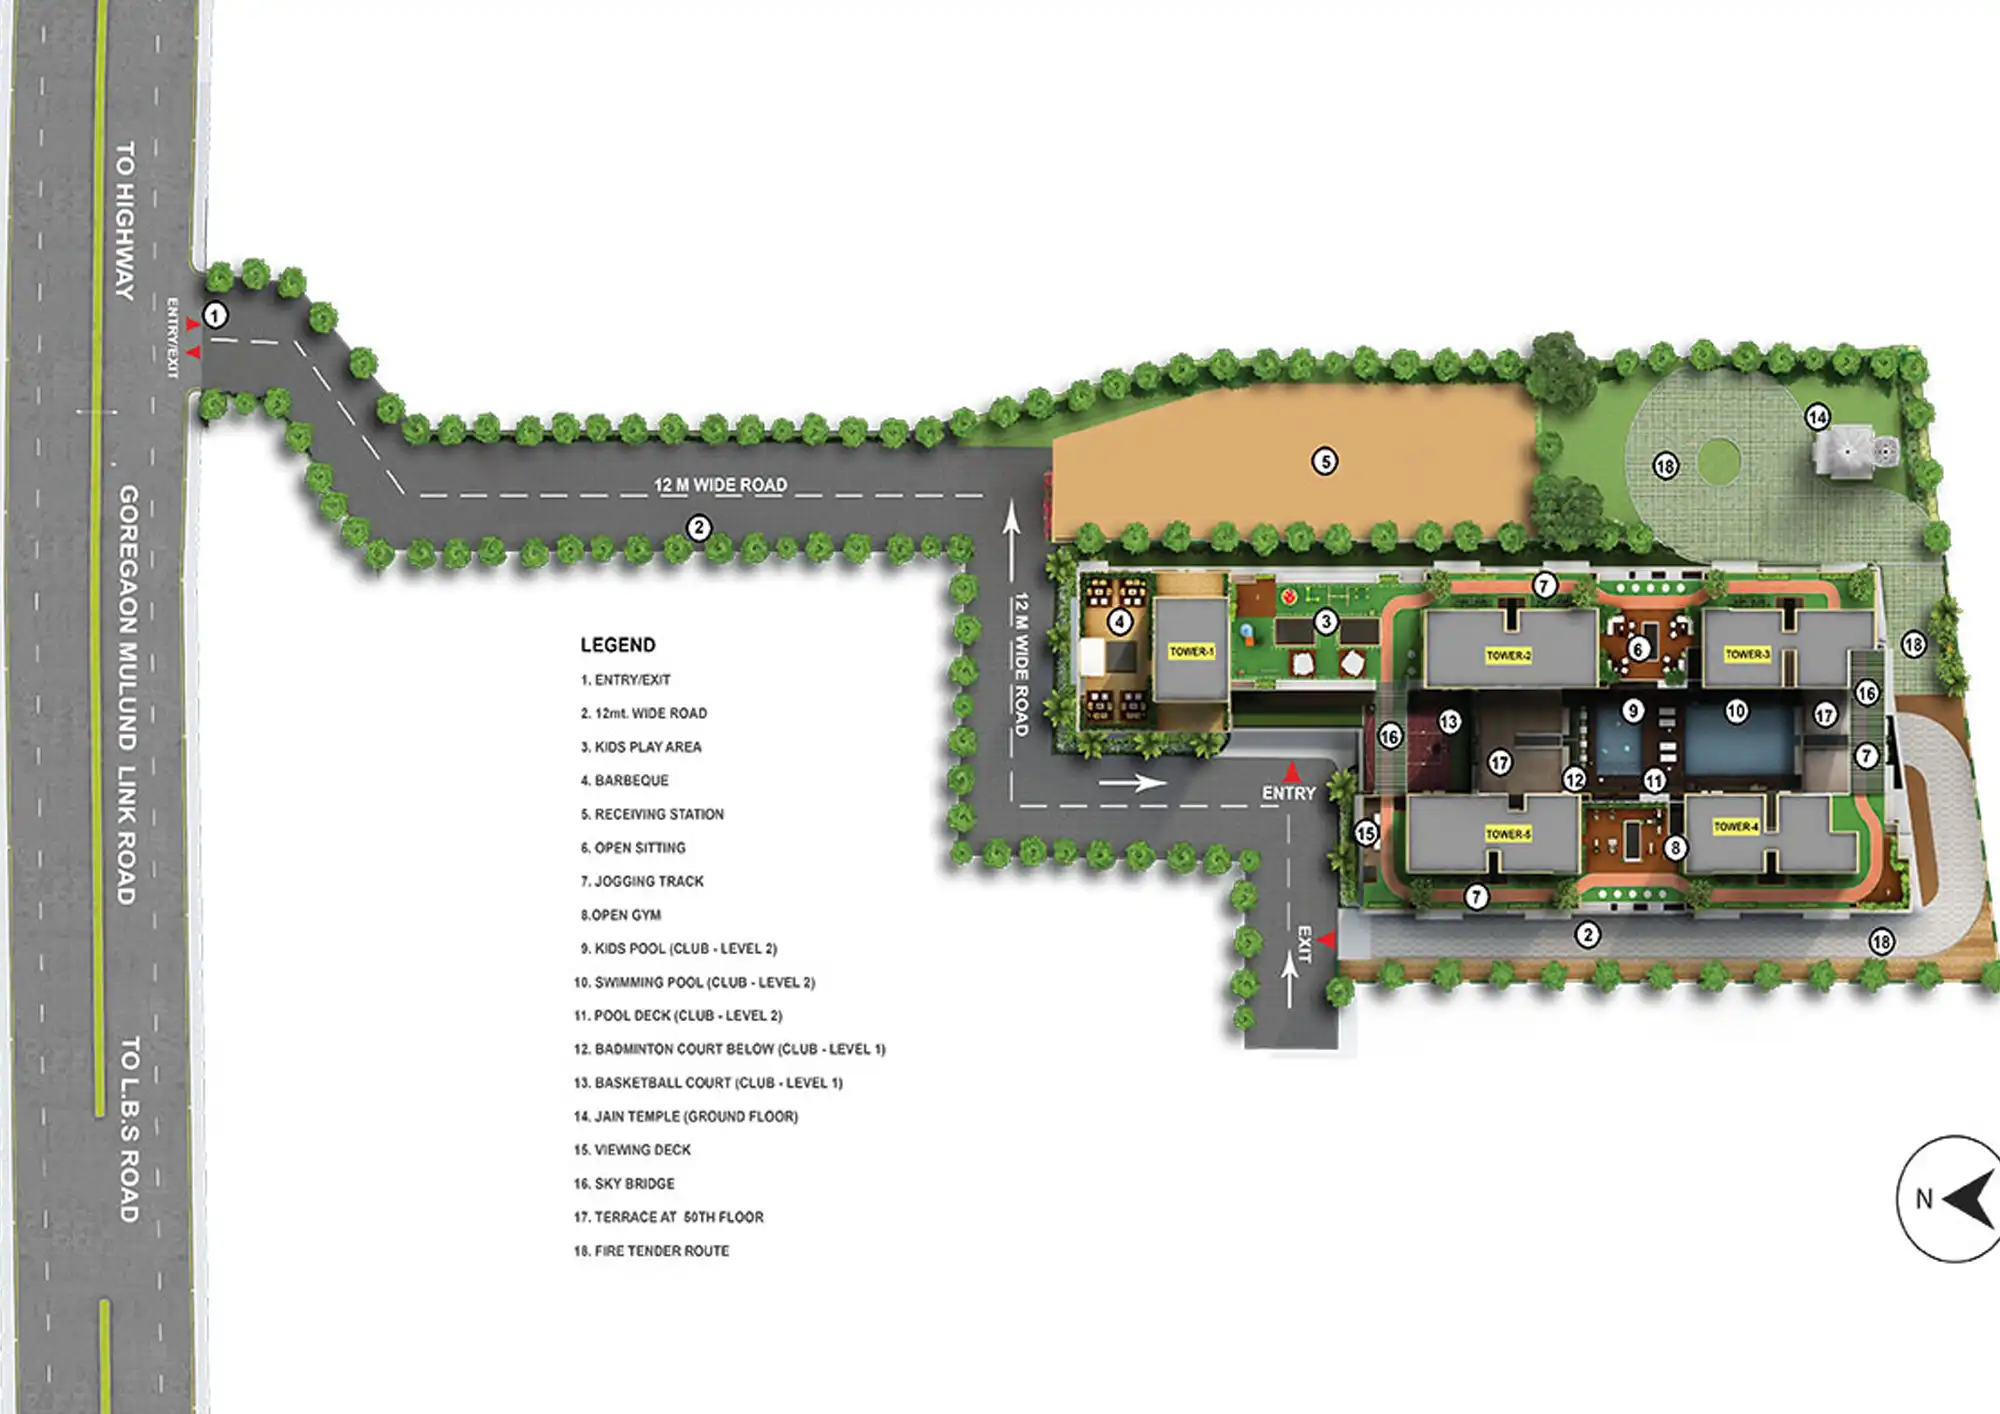 TO HIGHWAY
ENTRY/EXIT
1
GOREGAON MULUND LINK ROAD
TO L.B.S ROAD
12 M WIDE ROAD
2
12 M WIDE ROAD
5
14
18
4
TOWER-1
3
7
TOWER-2
6
TOWER-3
18
16
13
16
17
9
10
17
7
12
11
ENTRY
15
TOWER-5
8
TOWER-4
7
EXIT
2
18
LEGEND
1. ENTRY/EXIT
2. 12mt. WIDE ROAD
3. KIDS PLAY AREA
4. BARBEQUE
5. RECEIVING STATION
6. OPEN SITTING
7. JOGGING TRACK
8.OPEN GYM
9. KIDS POOL (CLUB - LEVEL 2)
10. SWIMMING POOL (CLUB - LEVEL 2)
11. POOL DECK (CLUB - LEVEL 2)
12. BADMINTON COURT BELOW (CLUB - LEVEL 1)
13. BASKETBALL COURT (CLUB - LEVEL 1)
14. JAIN TEMPLE (GROUND FLOOR)
15. VIEWING DECK
16. SKY BRIDGE
17. TERRACE AT 50TH FLOOR
18. FIRE TENDER ROUTE
N